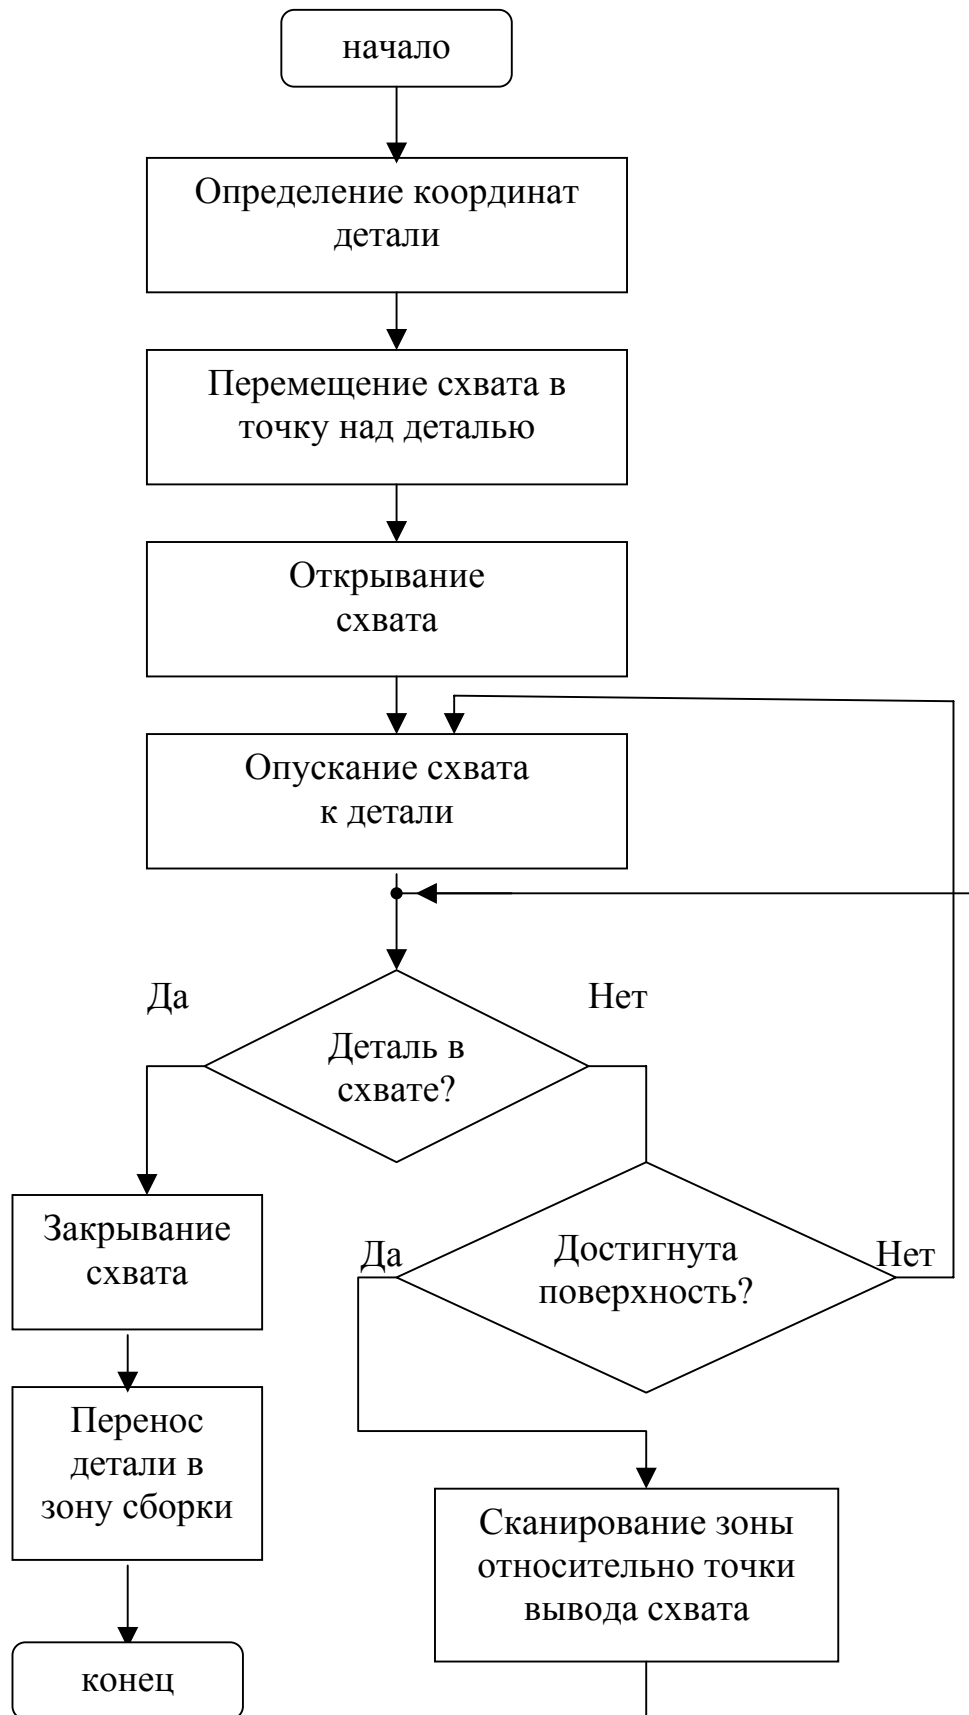 начало
Определение координат
детали
Перемещение схвата в
точку над деталью
Открывание
схвата
Опускание схвата
к детали
Да
Нет
Деталь в
схвате?
Закрывание
схвата
Да
Достигнута
поверхность?
Нет
Перенос
детали в
зону сборки
Сканирование зоны
относительно точки
вывода схвата
конец